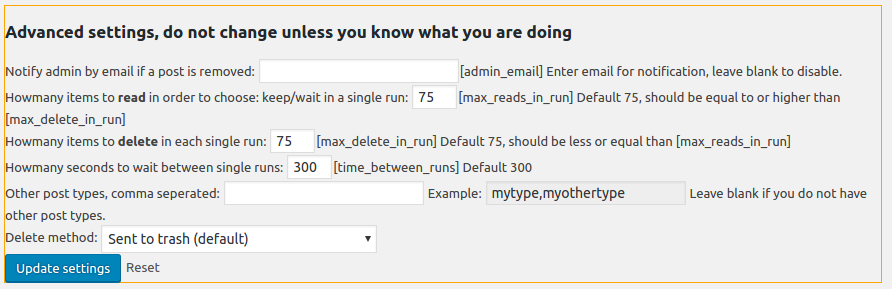 Advanced settings, do not change unless you know what you are doing
Notify admin by email if a post is removed: [admin_email] Enter email for notification, leave blank to disable.
Howmany items to read in order to choose: keep/wait in a single run: 75 [max_reads_in_run] Default 75, should be equal to or higher than
[max_delete_in_run]
Howmany items to delete in each single run: 75 [max_delete_in_run] Default 75, should be less or equal than [max_reads_in_run]
Howmany seconds to wait between single runs: 300 [time_between_runs] Default 300
Other post types, comma seperated: Example: mytype,myothertype Leave blank if you do not have
other post types.
Delete method: Sent to trash (default)
Update settings Reset